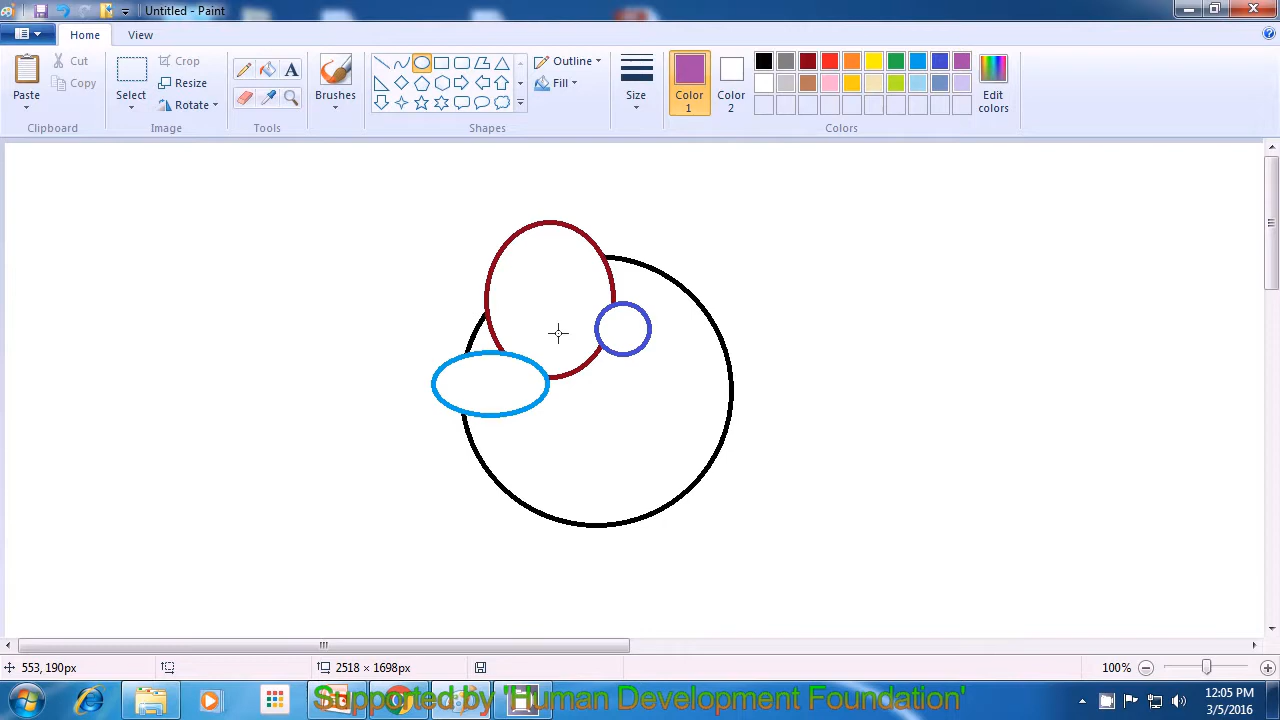 Untitled - Paint
Home
View
Paste
Cut
Copy
Clipboard
Select
Crop
Resize
Rotate
Image
Tools
Brushes
Outline
Fill
Shapes
Size
Color 1
Color 2
Edit colors
Colors
553, 190px
2518 × 1698px
100%
Supported by 'Human Development Foundation'
12:05 PM
3/5/2016